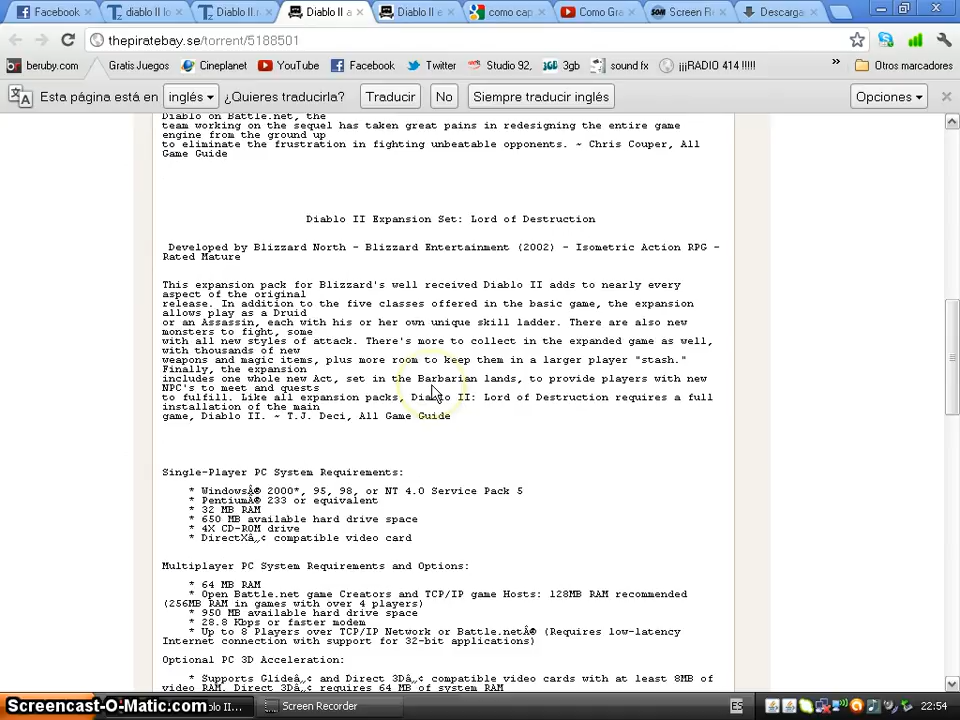 Facebook
diablo II lo
Diablo II.
Diablo II a
Diablo II e
como cap
Como Gra
Screen Re
Descarga
thepiratebay.se/torrent/5188501
beruby.com
Gratis Juegos
Cineplanet
YouTube
Facebook
Twitter
Studio 92,
3gb
sound fx
¡¡¡RADIO 414 !!!!!
»
Otros marcadores
Esta página está en
inglés
¿Quieres traducirla?
Traducir
No
Siempre traducir inglés
Opciones
Diablo on Battle.net, the
team working on the sequel has taken great pains in redesigning the entire game
engine from the ground up
to eliminate the frustration in fighting unbeatable opponents. ~ Chris Couper, All
Game Guide
Diablo II Expansion Set: Lord of Destruction
Developed by Blizzard North - Blizzard Entertainment (2002) - Isometric Action RPG -
Rated Mature
This expansion pack for Blizzard's well received Diablo II adds to nearly every
aspect of the original
release. In addition to the five classes offered in the basic game, the expansion
allows play as a Druid
or an Assassin, each with his or her own unique skill ladder. There are also new
monsters to fight, some
with all new styles of attack. There's more to collect in the expanded game as well,
with thousands of new
weapons and magic items, plus more room to keep them in a larger player "stash."
Finally, the expansion
includes one whole new Act, set in the Barbarian lands, to provide players with new
NPC's to meet and quests
to fulfill. Like all expansion packs, Diablo II: Lord of Destruction requires a full
installation of the main
game, Diablo II. ~ T.J. Deci, All Game Guide
Single-Player PC System Requirements:
* WindowsÂ® 2000*, 95, 98, or NT 4.0 Service Pack 5
* PentiumÂ® 233 or equivalent
* 32 MB RAM
* 650 MB available hard drive space
* 4X CD-ROM drive
* DirectXâ„¢ compatible video card
Multiplayer PC System Requirements and Options:
* 64 MB RAM
* Open Battle.net game Creators and TCP/IP game Hosts: 128MB RAM recommended
(256MB RAM in games with over 4 players)
* 950 MB available hard drive space
* 28.8 Kbps or faster modem
* Up to 8 Players over TCP/IP Network or Battle.netÂ® (Requires low-latency
Internet connection with support for 32-bit applications)
Optional PC 3D Acceleration:
* Supports Glideâ„¢ and Direct 3Dâ„¢ compatible video cards with at least 8MB of
video RAM. Direct 3Dâ„¢ requires 64 MB of system RAM
Screencast-O-Matic.com
blo II...
Screen Recorder
ES
22:54